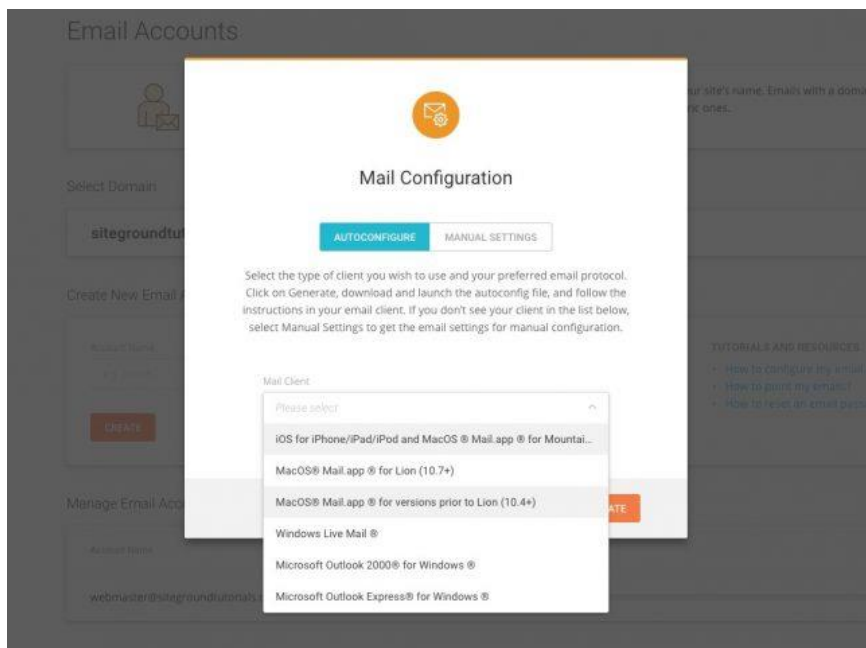 Email Accounts
ur site's name. Emails with a doma
ric ones.
Select Domain
sitegroundtut
Create New Email A
Account Name
CREATE
TUTORIALS AND RESOURCES
How to configure my email
How to point my emails?
How to reset an email pass
Manage Email Acco
Account Name
webmaster@sitegroundtutorials.c
Mail Configuration
AUTOCONFIGURE
MANUAL SETTINGS
Select the type of client you wish to use and your preferred email protocol.
Click on Generate, download and launch the autoconfig file, and follow the
instructions in your email client. If you don't see your client in the list below,
select Manual Settings to get the email settings for manual configuration.
Mail Client
Please select
iOS for iPhone/iPad/iPod and MacOS ® Mail.app ® for Mountai...
MacOS® Mail.app ® for Lion (10.7+)
MacOS® Mail.app ® for versions prior to Lion (10.4+)
Windows Live Mail ®
Microsoft Outlook 2000® for Windows ®
Microsoft Outlook Express® for Windows ®
ATE